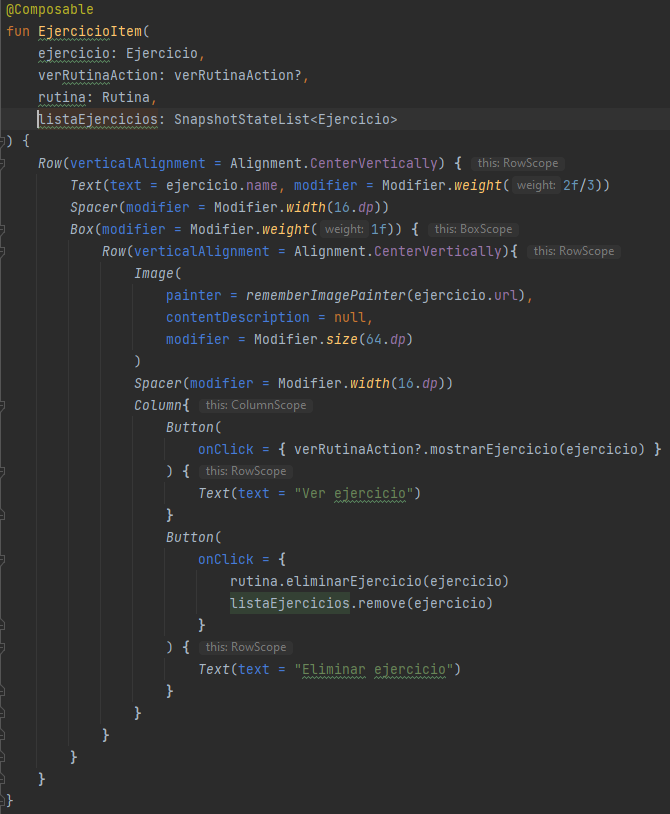 @Composable
fun EjercicioItem(
    ejercicio: Ejercicio,
    verRutinaAction: verRutinaAction?,
    rutina: Rutina,
    listaEjercicios: SnapshotStateList<Ejercicio>
) {
    Row(verticalAlignment = Alignment.CenterVertically) { this: RowScope
        Text(text = ejercicio.name, modifier = Modifier.weight( weight: 2f/3))
        Spacer(modifier = Modifier.width(16.dp))
        Box(modifier = Modifier.weight( weight: 1f)) { this: BoxScope
            Row(verticalAlignment = Alignment.CenterVertically){ this: RowScope
                Image(
                    painter = rememberImagePainter(ejercicio.url),
                    contentDescription = null,
                    modifier = Modifier.size(64.dp)
                )
                Spacer(modifier = Modifier.width(16.dp))
                Column{ this: ColumnScope
                    Button(
                        onClick = { verRutinaAction?.mostrarEjercicio(ejercicio) }
                    ) { this: RowScope
                        Text(text = "Ver ejercicio")
                    }
                    Button(
                        onClick = {
                            rutina.eliminarEjercicio(ejercicio)
                            listaEjercicios.remove(ejercicio)
                        }
                    ) { this: RowScope
                        Text(text = "Eliminar ejercicio")
                    }
                }
            }
        }
    }
}